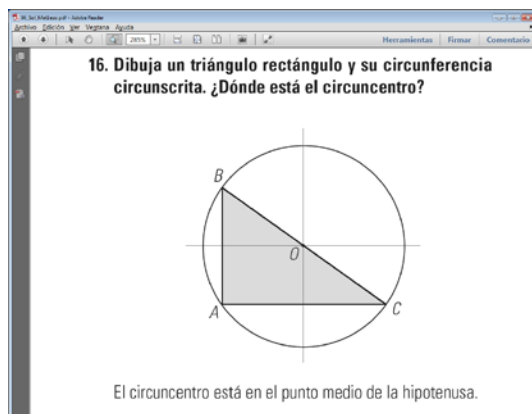 Archivo Edición Ver Ventana Ayuda
285%
Herramientas Firmar Comentario
16. Dibuja un triángulo rectángulo y su circunferencia
circunscrita. ¿Dónde está el circuncentro?
B
O
A
C
El circuncentro está en el punto medio de la hipotenusa.